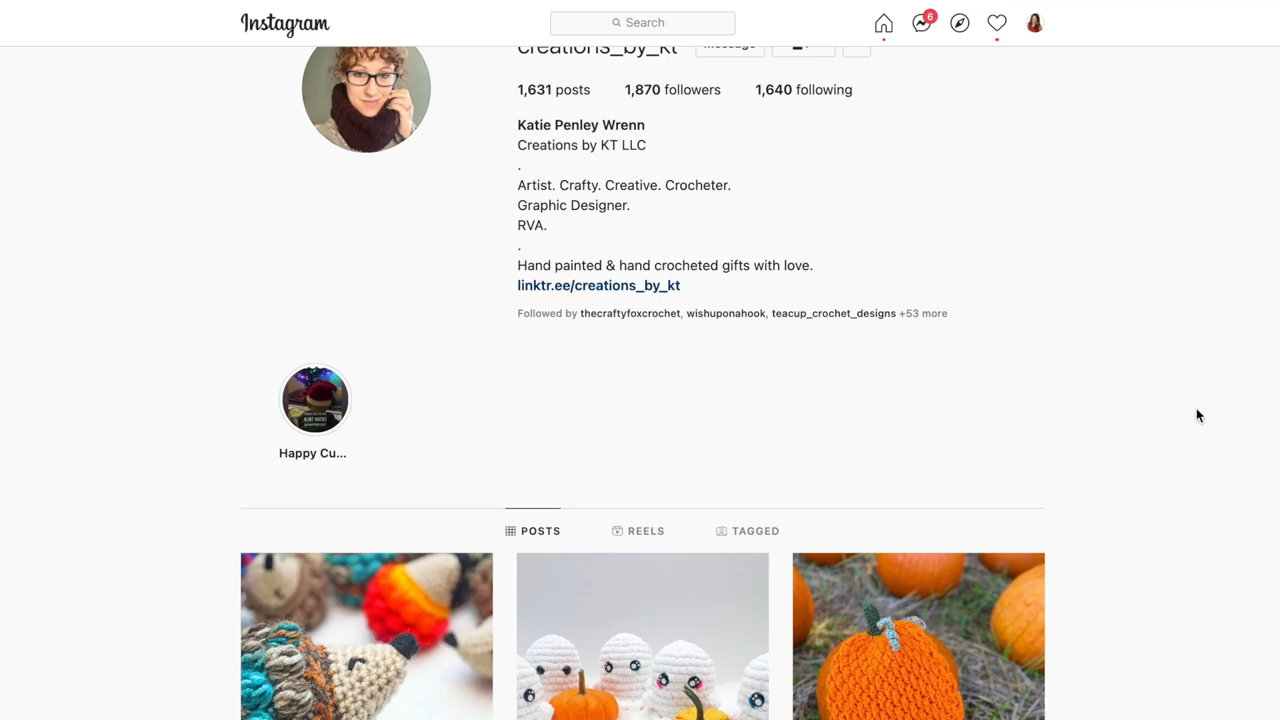 Instagram
Search
6
creations_by_kt
Message
1,631 posts 1,870 followers 1,640 following
Katie Penley Wrenn
Creations by KT LLC
.
Artist. Crafty. Creative. Crocheter.
Graphic Designer.
RVA.
.
Hand painted & hand crocheted gifts with love.
linktr.ee/creations_by_kt
Followed by thecraftyfoxcrochet, wishuponahook, teacup_crochet_designs +53 more
Happy Cu...
POSTS REELS TAGGED